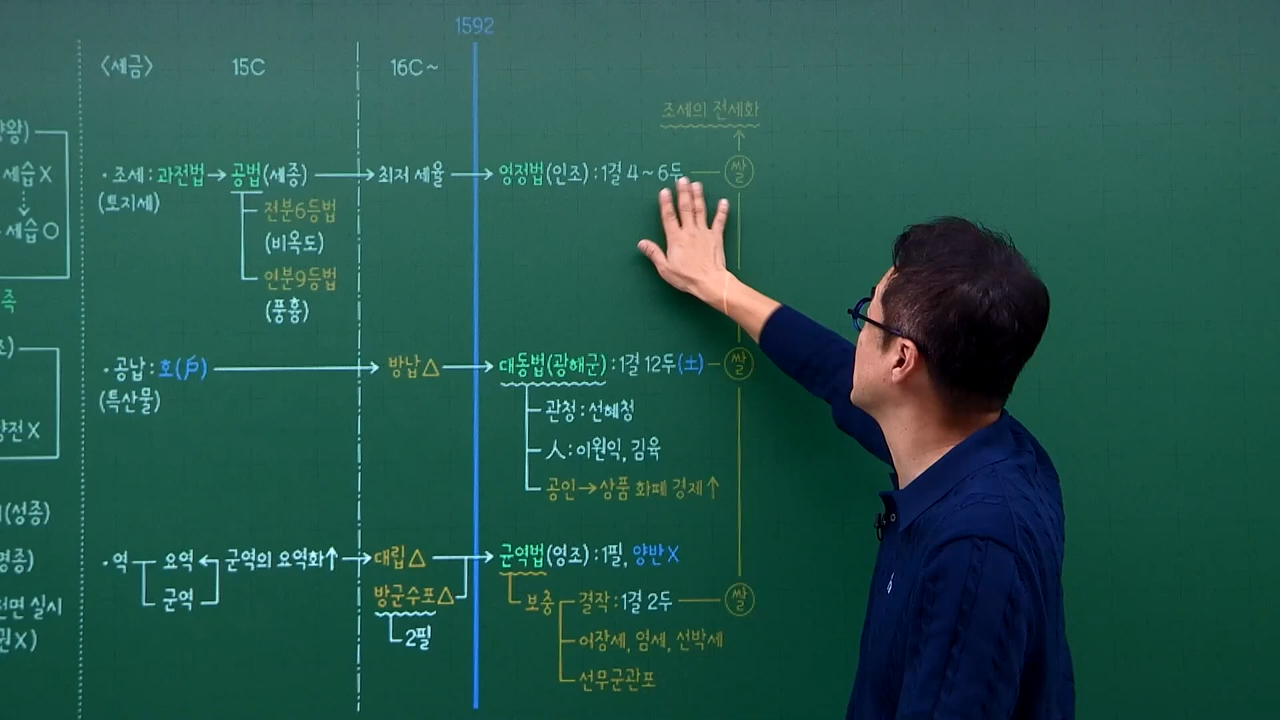 1592
〈세금〉 15C 16C~
조세의 전세화
왕)
세습X
세습O
·조세:과전법→공법(세종)→최저 세율→영정법(인조):1결 4~6두 쌀
(토지세)
전분6등법
(비옥도)
연분9등법
(풍흉)
족
·공납:호(戶)→방납△→대동법(광해군):1결 12두(土) 쌀
(특산물)
관청:선혜청
人:이원익, 김육
공인→상품 화폐 경제↑
양전X
(성종)
명종)
·역 요역←군역의 요역화↑→대립△→균역법(영조):1필, 양반X
군역 방군수포△
2필
보충 결작:1결 2두 쌀
어장세, 염세, 선박세
선무군관포
전면 실시
권X)